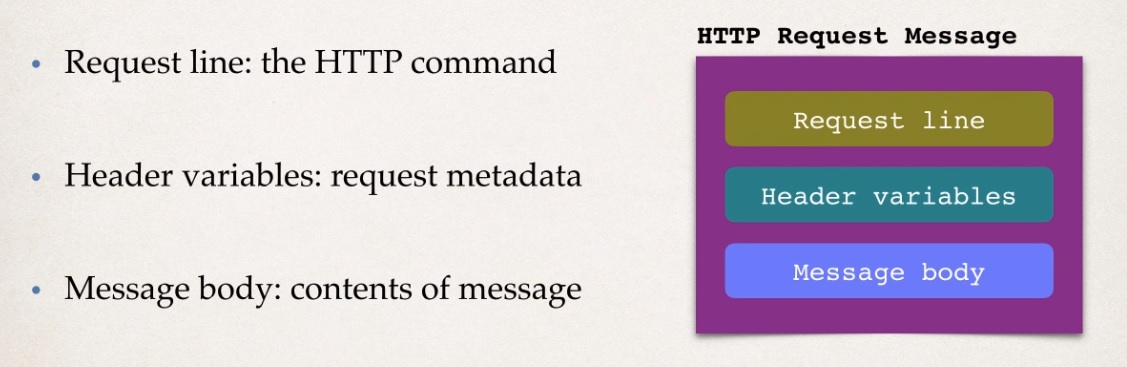 Request line: the HTTP command
Header variables: request metadata
Message body: contents of message
HTTP Request Message
Request line
Header variables
Message body